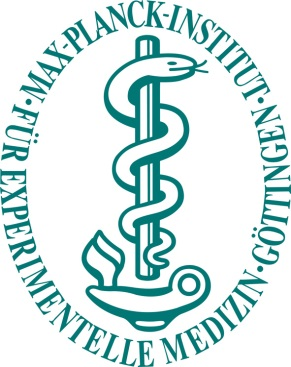 MAX-PLANCK-INSTITUT · FÜR EXPERIMENTELLE MEDIZIN · GÖTTINGEN ·